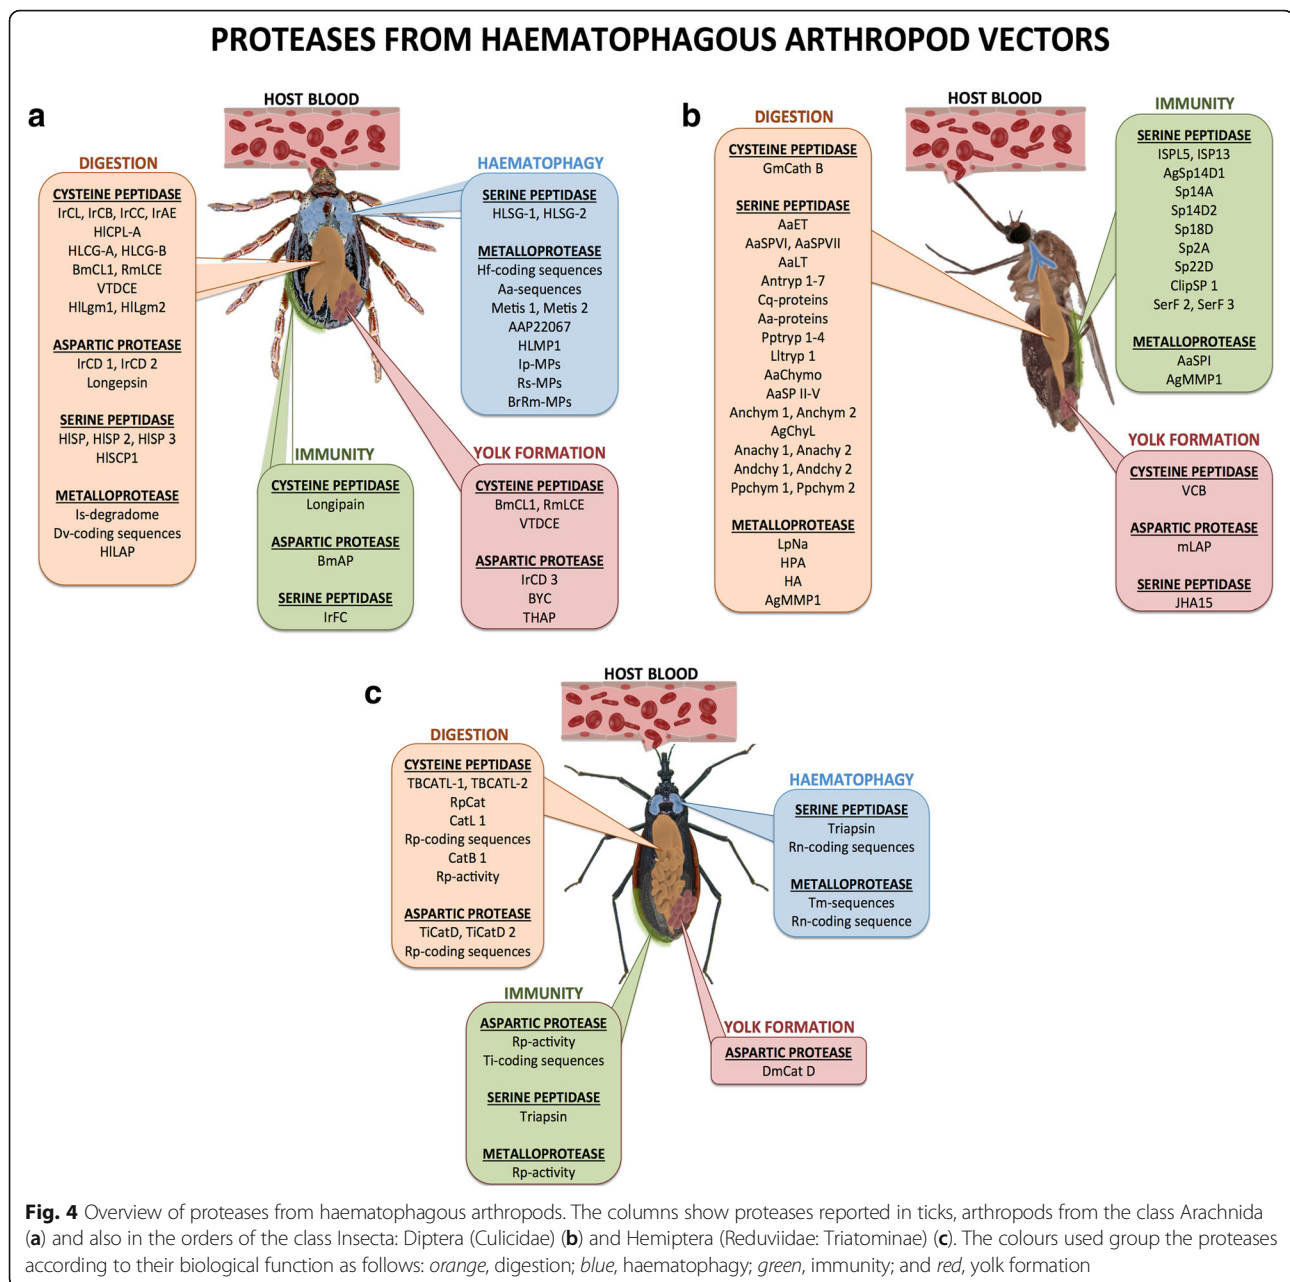 PROTEASES FROM HAEMATOPHAGOUS ARTHROPOD VECTORS
a
HOST BLOOD
DIGESTION
CYSTEINE PEPTIDASE
IrCL, IrCB, IrCC, IrAE
HlCPL-A
HLCG-A, HLCG-B
BmCL1, RmLCE
VTDCE
HlLgm1, HlLgm2
ASPARTIC PROTEASE
IrCD 1, IrCD 2
Longepsin
SERINE PEPTIDASE
HlSP, HlSP 2, HlSP 3
HlSCP1
METALLOPROTEASE
Is-degradome
Dv-coding sequences
HlLAP
HAEMATOPHAGY
SERINE PEPTIDASE
HLSG-1, HLSG-2
METALLOPROTEASE
Hf-coding sequences
Aa-sequences
Metis 1, Metis 2
AAP22067
HLMP1
Ip-MPs
Rs-MPs
BrRm-MPs
IMMUNITY
CYSTEINE PEPTIDASE
Longipain
ASPARTIC PROTEASE
BmAP
SERINE PEPTIDASE
IrFC
YOLK FORMATION
CYSTEINE PEPTIDASE
BmCL1, RmLCE
VTDCE
ASPARTIC PROTEASE
IrCD 3
BYC
THAP
b
HOST BLOOD
DIGESTION
CYSTEINE PEPTIDASE
GmCath B
SERINE PEPTIDASE
AaET
AaSPVI, AaSPVII
AaLT
Antryp 1-7
Cq-proteins
Aa-proteins
Pptryp 1-4
Lltryp 1
AaChymo
AaSP II-V
Anchym 1, Anchym 2
AgChyL
Anachy 1, Anachy 2
Andchy 1, Andchy 2
Ppchym 1, Ppchym 2
METALLOPROTEASE
LpNa
HPA
HA
AgMMP1
IMMUNITY
SERINE PEPTIDASE
ISPL5, ISP13
AgSp14D1
Sp14A
Sp14D2
Sp18D
Sp2A
Sp22D
ClipSP 1
SerF 2, SerF 3
METALLOPROTEASE
AaSPI
AgMMP1
YOLK FORMATION
CYSTEINE PEPTIDASE
VCB
ASPARTIC PROTEASE
mLAP
SERINE PEPTIDASE
JHA15
c
HOST BLOOD
DIGESTION
CYSTEINE PEPTIDASE
TBCATL-1, TBCATL-2
RpCat
CatL 1
Rp-coding sequences
CatB 1
Rp-activity
ASPARTIC PROTEASE
TiCatD, TiCatD 2
Rp-coding sequences
HAEMATOPHAGY
SERINE PEPTIDASE
Triapsin
Rn-coding sequences
METALLOPROTEASE
Tm-sequences
Rn-coding sequence
IMMUNITY
ASPARTIC PROTEASE
Rp-activity
Ti-coding sequences
SERINE PEPTIDASE
Triapsin
METALLOPROTEASE
Rp-activity
YOLK FORMATION
ASPARTIC PROTEASE
DmCat D
Fig. 4 Overview of proteases from haematophagous arthropods. The columns show proteases reported in ticks, arthropods from the class Arachnida
(a) and also in the orders of the class Insecta: Diptera (Culicidae) (b) and Hemiptera (Reduviidae: Triatominae) (c). The colours used group the proteases
according to their biological function as follows: orange, digestion; blue, haematophagy; green, immunity; and red, yolk formation